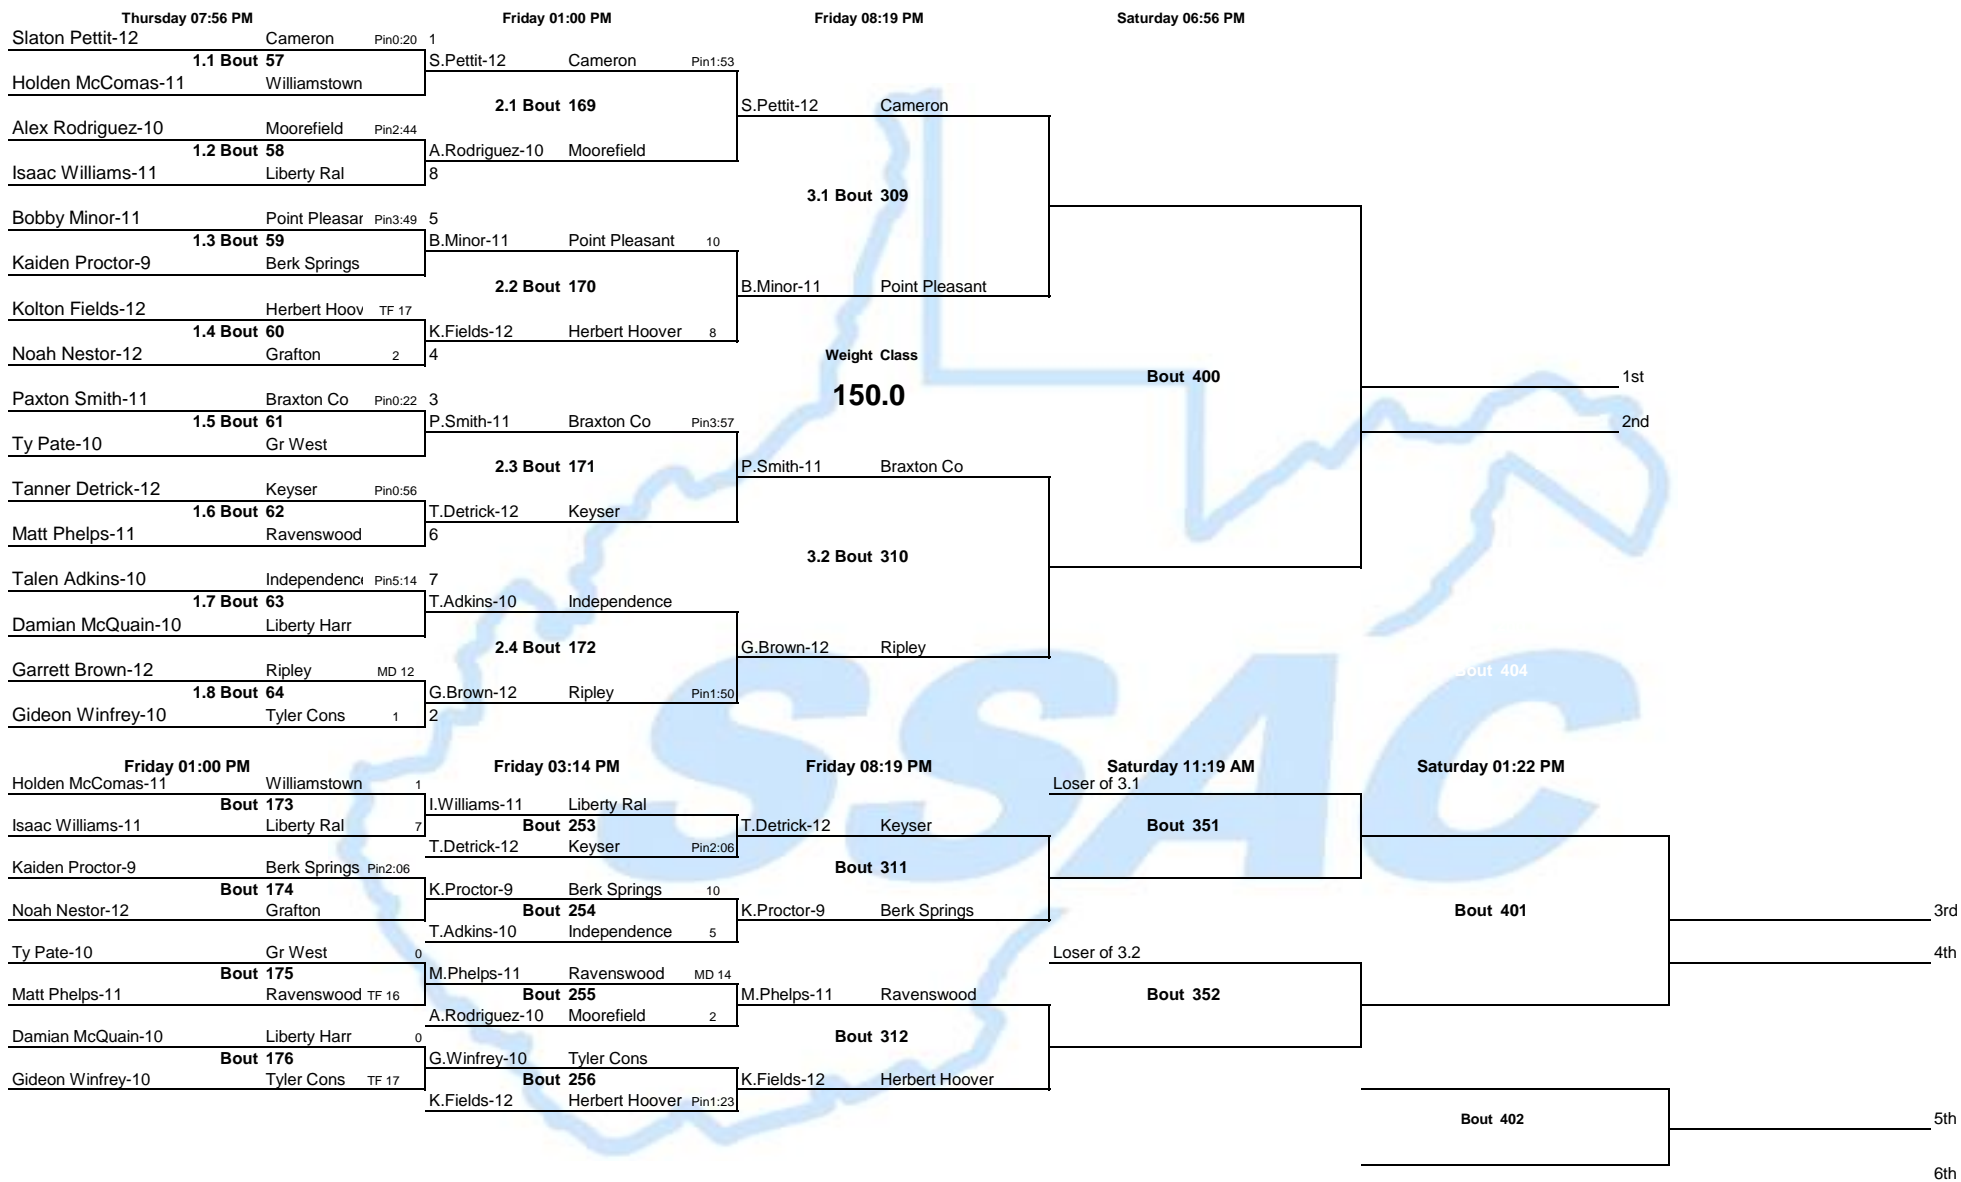 Thursday 07:56 PM Friday 01:00 PM Friday 08:19 PM Saturday 06:56 PM
Slaton Pettit-12 Cameron Pin0:20 1
1.1 Bout 57 S.Pettit-12 Cameron Pin1:53
Holden McComas-11 Williamstown
2.1 Bout 169 S.Pettit-12 Cameron
Alex Rodriguez-10 Moorefield Pin2:44
1.2 Bout 58 A.Rodriguez-10 Moorefield
Isaac Williams-11 Liberty Ral 8
3.1 Bout 309
Bobby Minor-11 Point Pleasar Pin3:49 5
1.3 Bout 59 B.Minor-11 Point Pleasant 10
Kaiden Proctor-9 Berk Springs
2.2 Bout 170 B.Minor-11 Point Pleasant
Kolton Fields-12 Herbert Hoov TF 17
1.4 Bout 60 K.Fields-12 Herbert Hoover 8
Noah Nestor-12 Grafton 2 4
Weight Class
Bout 400 1st
150.0
Paxton Smith-11 Braxton Co Pin0:22 3
1.5 Bout 61 P.Smith-11 Braxton Co Pin3:57 2nd
Ty Pate-10 Gr West
2.3 Bout 171 P.Smith-11 Braxton Co
Tanner Detrick-12 Keyser Pin0:56
1.6 Bout 62 T.Detrick-12 Keyser
Matt Phelps-11 Ravenswood 6
3.2 Bout 310
Talen Adkins-10 Independence Pin5:14 7
1.7 Bout 63 T.Adkins-10 Independence
Damian McQuain-10 Liberty Harr
2.4 Bout 172 G.Brown-12 Ripley
Garrett Brown-12 Ripley MD 12 Bout 404
1.8 Bout 64 G.Brown-12 Ripley Pin1:50
Gideon Winfrey-10 Tyler Cons 1 2
SSAC
Friday 01:00 PM Friday 03:14 PM Friday 08:19 PM Saturday 11:19 AM Saturday 01:22 PM
Holden McComas-11 Williamstown 1 Loser of 3.1
Bout 173 I.Williams-11 Liberty Ral
Isaac Williams-11 Liberty Ral 7 Bout 253 T.Detrick-12 Keyser Bout 351
T.Detrick-12 Keyser Pin2:06
Kaiden Proctor-9 Berk Springs Pin2:06 Bout 311
Bout 174 K.Proctor-9 Berk Springs 10
Noah Nestor-12 Grafton Bout 254 K.Proctor-9 Berk Springs Bout 401 3rd
T.Adkins-10 Independence 5
Ty Pate-10 Gr West 0 Loser of 3.2 4th
Bout 175 M.Phelps-11 Ravenswood MD 14
Matt Phelps-11 Ravenswood TF 16 Bout 255 M.Phelps-11 Ravenswood Bout 352
A.Rodriguez-10 Moorefield 2
Damian McQuain-10 Liberty Harr 0 Bout 312
Bout 176 G.Winfrey-10 Tyler Cons
Gideon Winfrey-10 Tyler Cons TF 17 Bout 256 K.Fields-12 Herbert Hoover
K.Fields-12 Herbert Hoover Pin1:23
Bout 402 5th
6th